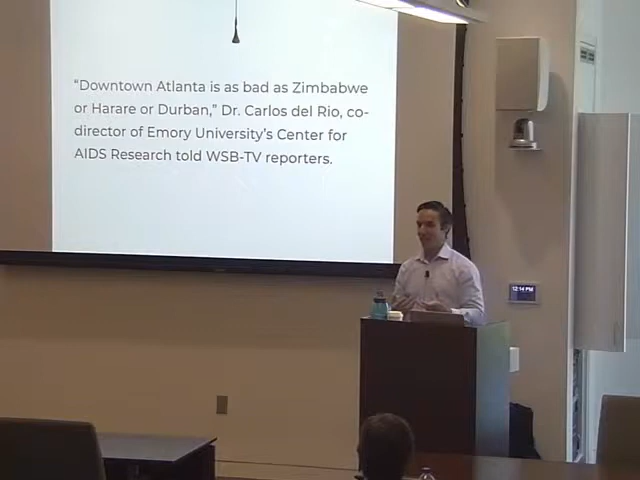 "Downtown Atlanta is as bad as Zimbabwe
or Harare or Durban," Dr. Carlos del Rio, co-
director of Emory University's Center for
AIDS Research told WSB-TV reporters.
12:14 PM